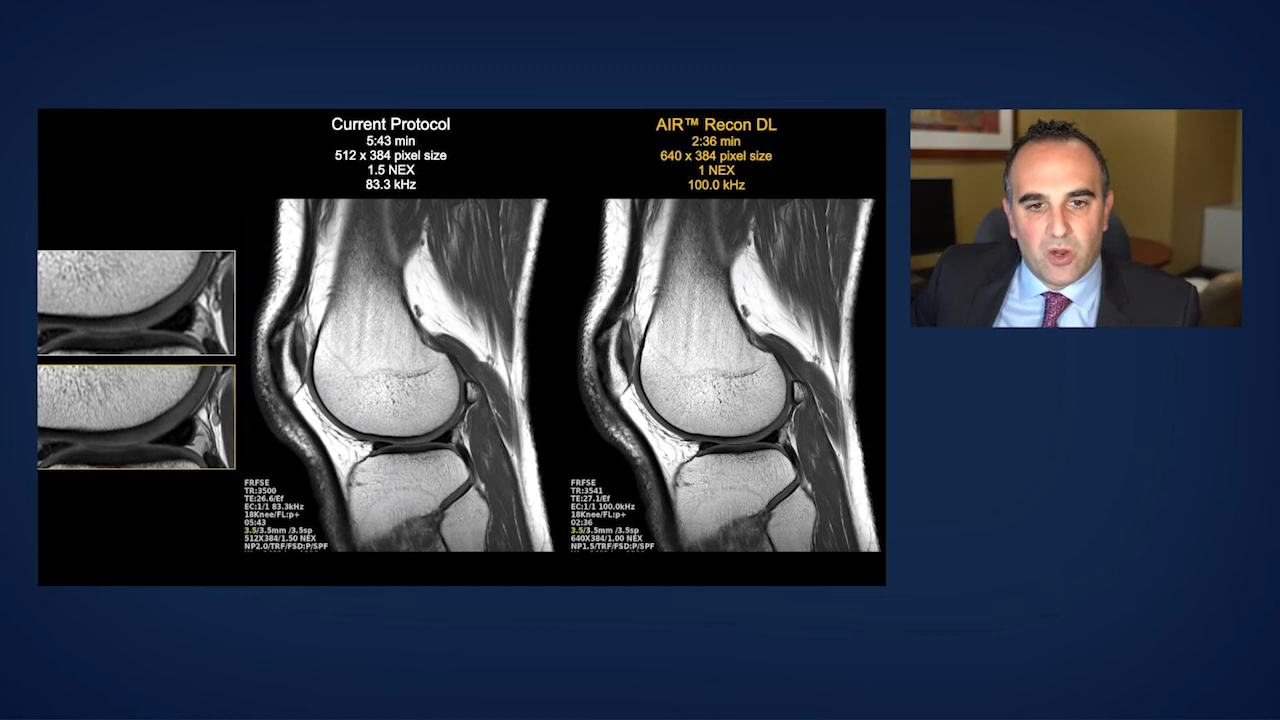 Current Protocol
5:43 min
512 x 384 pixel size
1.5 NEX
83.3 kHz
AIR™ Recon DL
2:36 min
640 x 384 pixel size
1 NEX
100.0 kHz
FRFSE
TR:3500
TE:26.6/Ef
EC:1/1 83.3kHz
18Knee/FL:p+
05:43
3.5/3.5mm /3.5sp
512X384/1.50 NEX
NP2.0/TRF/FSD:P/SPF
FRFSE
TR:3541
TE:27.1/Ef
EC:1/1 100.0kHz
18Knee/FL:p+
02:36
3.5/3.5mm /3.5sp
640X384/1.00 NEX
NP1.5/TRF/FSD:P/SPF